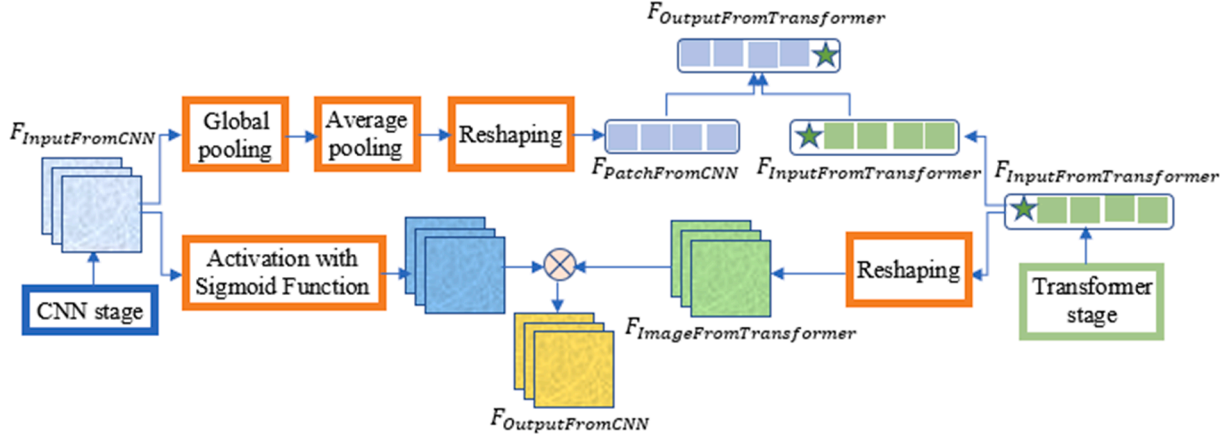 F_OutputFromTransformer
F_InputFromCNN
Global
pooling
Average
pooling
Reshaping
F_PatchFromCNN
F_InputFromTransformer
F_InputFromTransformer
Activation with
Sigmoid Function
Reshaping
CNN stage
Transformer
stage
F_ImageFromTransformer
F_OutputFromCNN